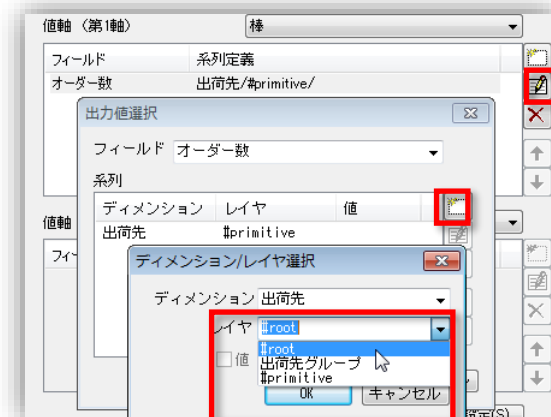 値軸 (第1軸) 棒
フィールド 系列定義
オーダー数 出荷先/#primitive/
出力値選択
フィールド オーダー数
系列
ディメンション レイヤ 値
出荷先 #primitive
値軸
ディメンション/レイヤ選択
ディメンション 出荷先
レイヤ #root
#root
値 出荷先グループ
#primitive
OK キャンセル